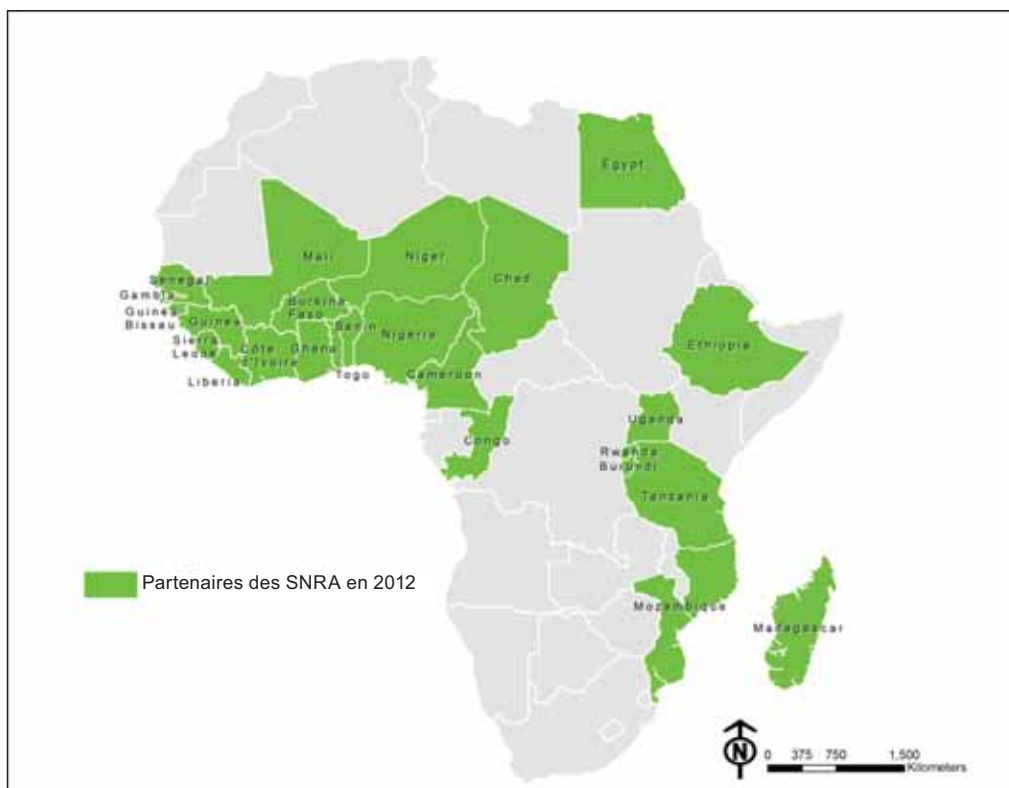 Egypt
Mali
Niger
Chad
Senegal
Gambia
Guinea
Bissau
Guinea
Burkina
Faso
Benin
Nigeria
Sierra
Leone
Côte
d'Ivoire
Ghana
Ethiopia
Liberia
Togo
Cameroon
Uganda
Congo
Rwanda
Burundi
Tanzania
Partenaires des SNRA en 2012
Mozambique
Madagascar
N
0 375 750 1,500
Kilometers